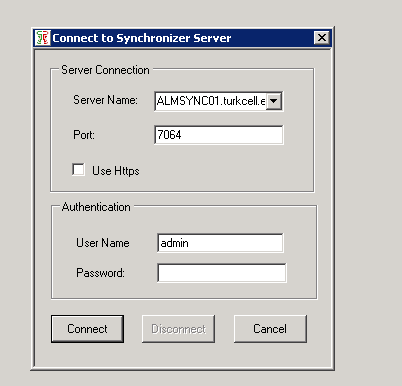 Connect to Synchronizer Server
Server Connection
Server Name: ALMSYNC01.turkcell.e
Port: 7064
Use Https
Authentication
User Name admin
Password:
Connect Disconnect Cancel